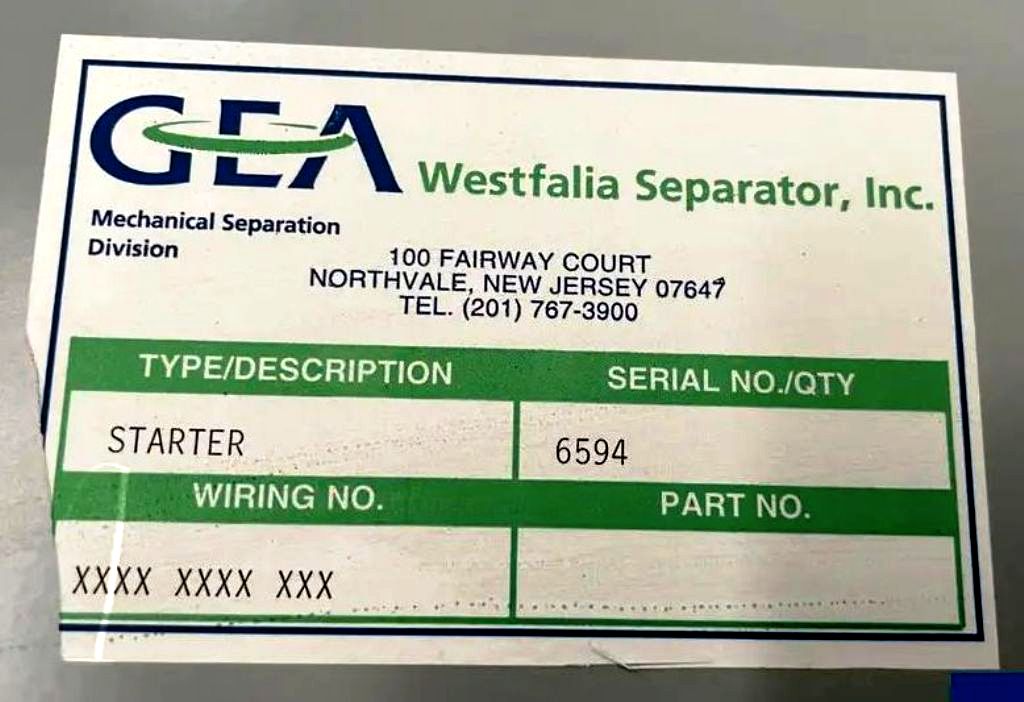 GEA Westfalia Separator, Inc.
Mechanical Separation
Division
100 FAIRWAY COURT
NORTHVALE, NEW JERSEY 07647
TEL. (201) 767-3900
TYPE/DESCRIPTION SERIAL NO./QTY
STARTER 6594
WIRING NO. PART NO.
XXXX XXXX XXX